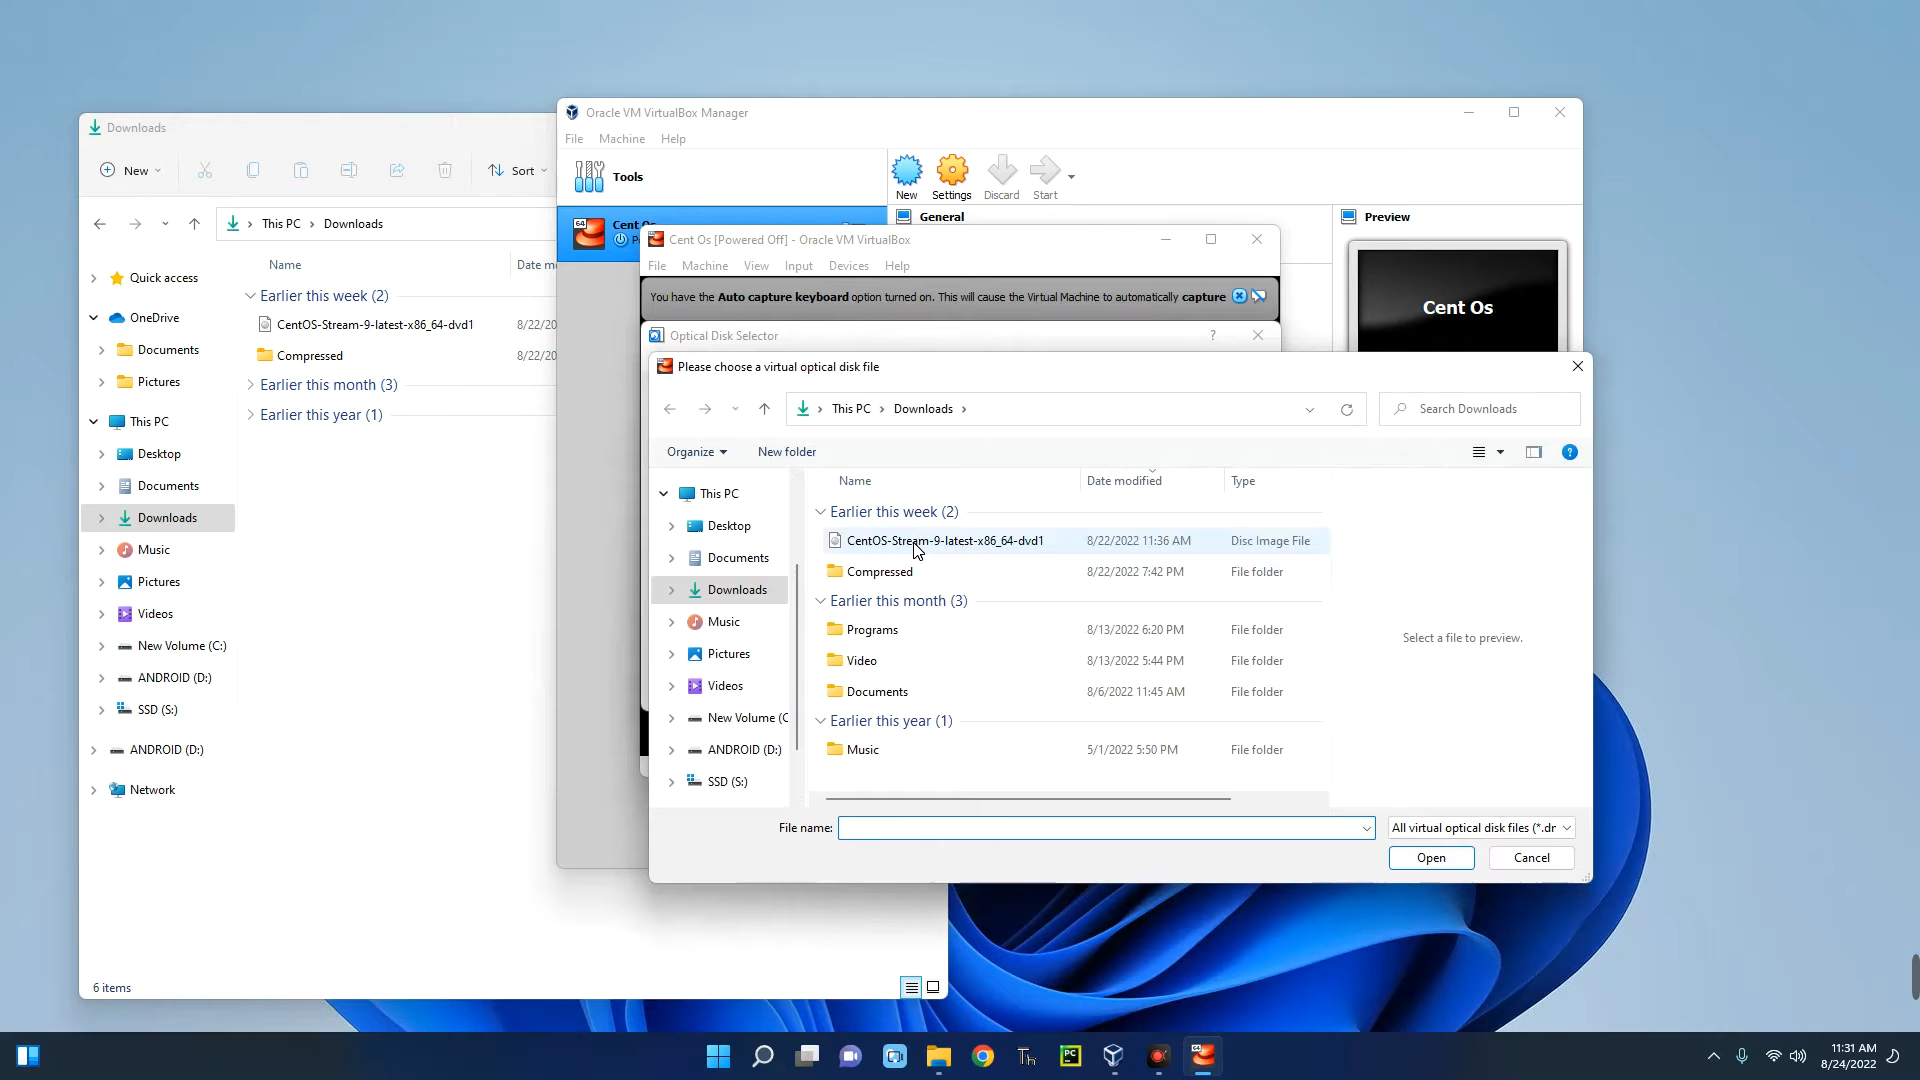 Downloads
New
Sort
This PC
Downloads
Name
Date m
Quick access
OneDrive
Documents
Pictures
This PC
Desktop
Documents
Downloads
Music
Pictures
Videos
New Volume (C:)
ANDROID (D:)
SSD (S:)
ANDROID (D:)
Network
Earlier this week (2)
CentOS-Stream-9-latest-x86_64-dvd1
8/22/20
Compressed
8/22/20
Earlier this month (3)
Earlier this year (1)
6 items
Oracle VM VirtualBox Manager
File Machine Help
Tools
New
Settings
Discard
Start
64
Cent Os
General
Preview
Cent Os
Cent Os [Powered Off] - Oracle VM VirtualBox
File Machine View Input Devices Help
You have the Auto capture keyboard option turned on. This will cause the Virtual Machine to automatically capture
Optical Disk Selector
?
Please choose a virtual optical disk file
This PC
Downloads
Search Downloads
Organize
New folder
?
This PC
Desktop
Documents
Downloads
Music
Pictures
Videos
New Volume (C
ANDROID (D:)
SSD (S:)
Name Date modified Type
Earlier this week (2)
CentOS-Stream-9-latest-x86_64-dvd1 8/22/2022 11:36 AM Disc Image File
Compressed 8/22/2022 7:42 PM File folder
Earlier this month (3)
Programs 8/13/2022 6:20 PM File folder
Video 8/13/2022 5:44 PM File folder
Documents 8/6/2022 11:45 AM File folder
Earlier this year (1)
Music 5/1/2022 5:50 PM File folder
Select a file to preview.
File name:
All virtual optical disk files (*.dr
Open
Cancel
Th
PC
64
11:31 AM
8/24/2022